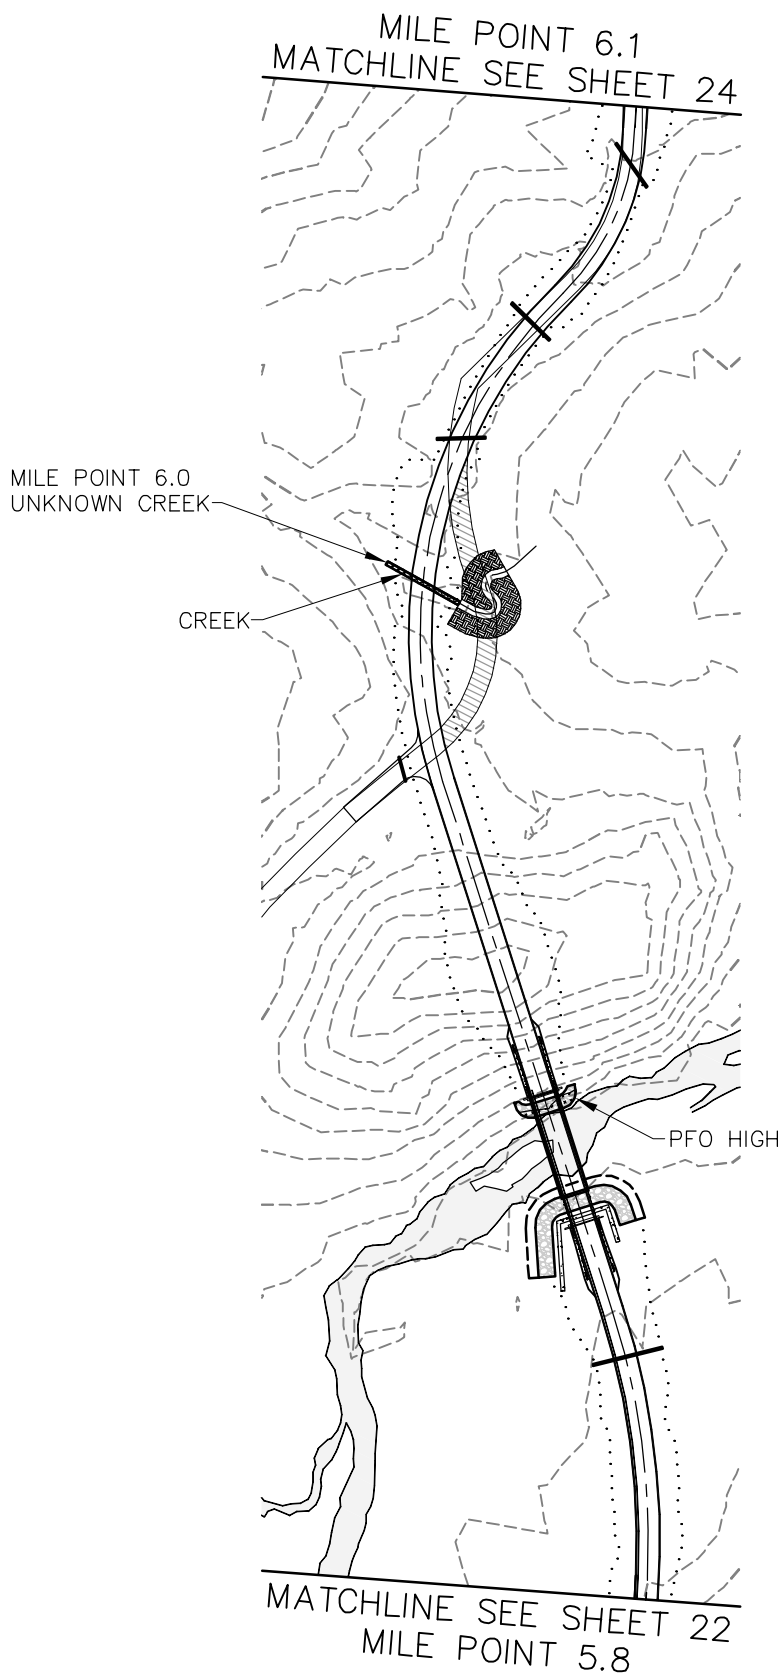 MILE POINT 6.1
MATCHLINE SEE SHEET 24
MILE POINT 6.0
UNKNOWN CREEK
CREEK
PFO HIGH
MATCHLINE SEE SHEET 22
MILE POINT 5.8